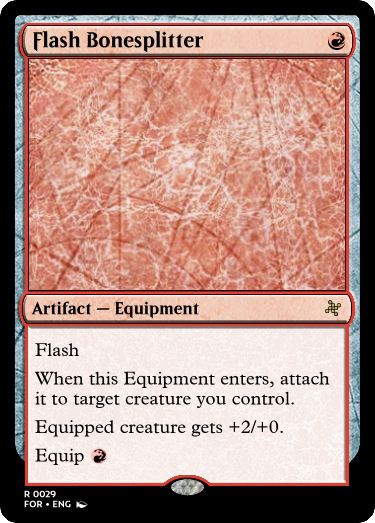 Flash Bonesplitter
Artifact — Equipment
Flash
When this Equipment enters, attach
it to target creature you control.
Equipped creature gets +2/+0.
Equip
R 0029
FOR • ENG